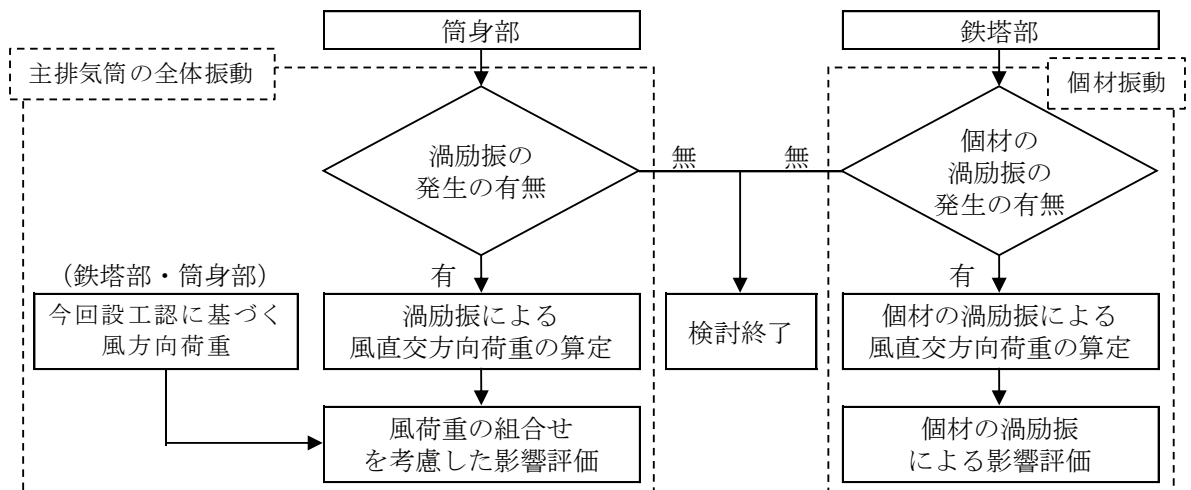 筒身部
鉄塔部
主排気筒の全体振動
個材振動
渦励振の
発生の有無
無
無
個材の
渦励振の
発生の有無
(鉄塔部・筒身部)
有
有
今回設工認に基づく
風方向荷重
渦励振による
風直交方向荷重の算定
検討終了
個材の渦励振による
風直交方向荷重の算定
風荷重の組合せ
を考慮した影響評価
個材の渦励振
による影響評価